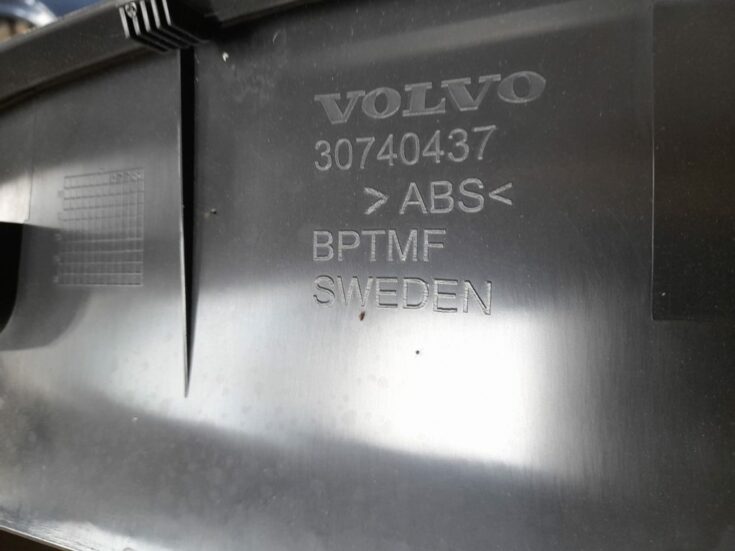 VOLVO
30740437
>ABS<
BPTMF
SWEDEN